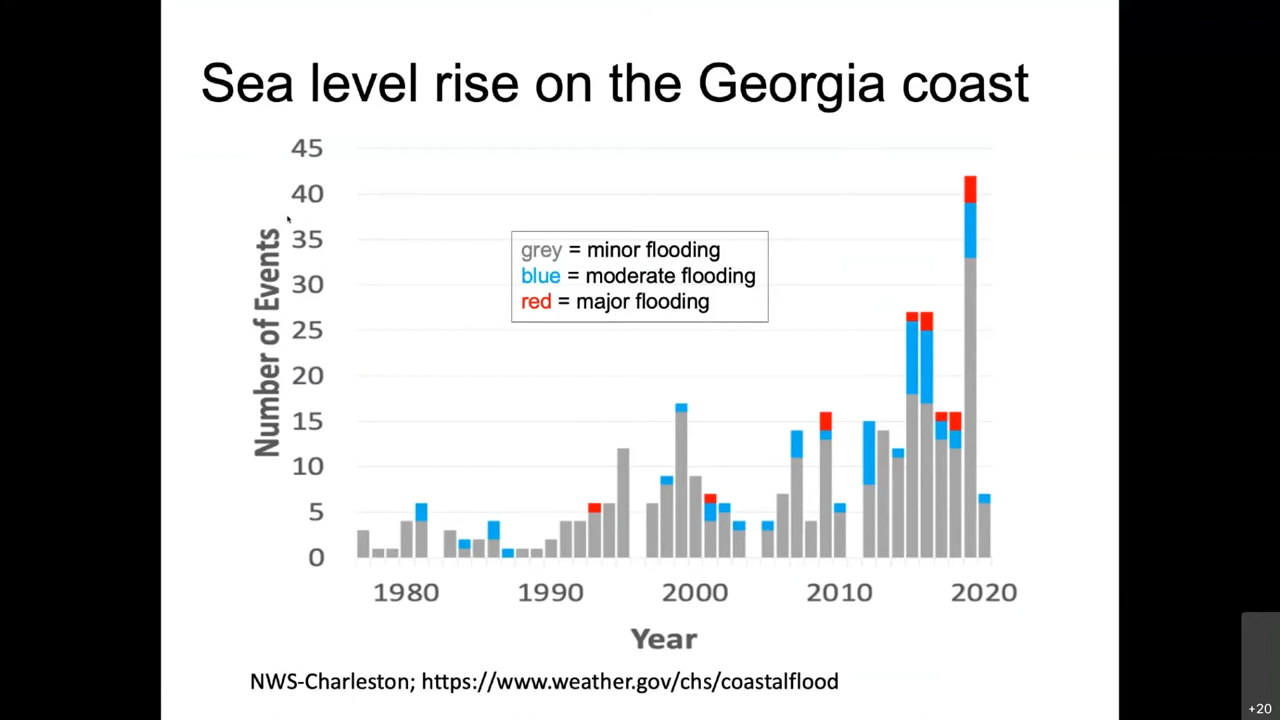 Sea level rise on the Georgia coast
45
40
35
30
25
20
15
10
5
0
Number of Events
grey = minor flooding
blue = moderate flooding
red = major flooding
1980 1990 2000 2010 2020
Year
NWS-Charleston; https://www.weather.gov/chs/coastalflood
+20